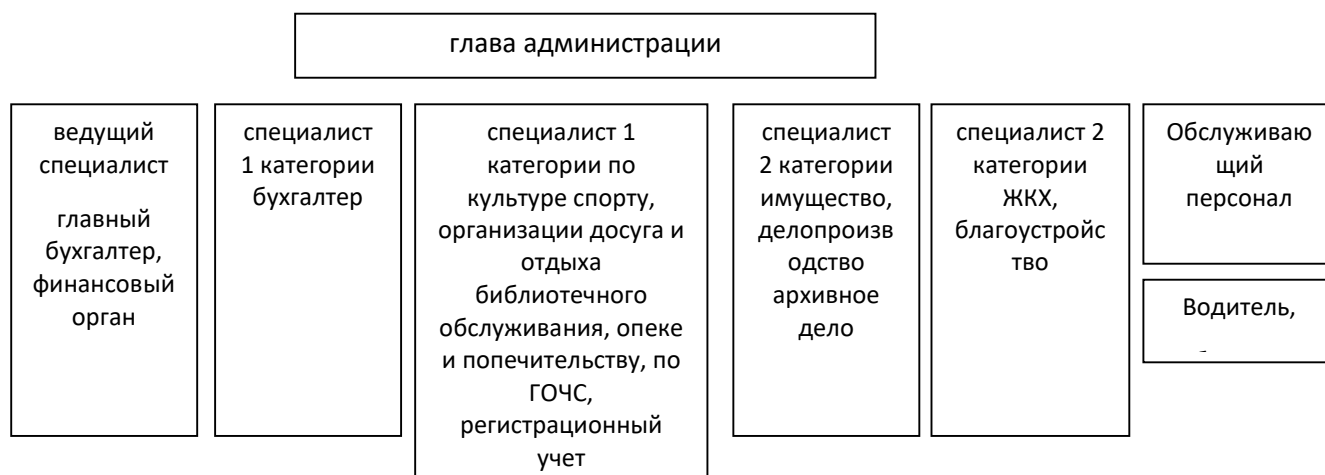 глава администрации
ведущий
специалист
главный
бухгалтер,
финансовый
орган
специалист
1 категории
бухгалтер
специалист 1
категории по
культуре спорту,
организации досуга и
отдыха
библиотечного
обслуживания, опеке
и попечительству, по
ГОЧС,
регистрационный
учет
специалист
2 категории
имущество,
делопроизв
одство
архивное
дело
специалист 2
категории
ЖКХ,
благоустройс
тво
Обслуживаю
щий
персонал
Водитель,